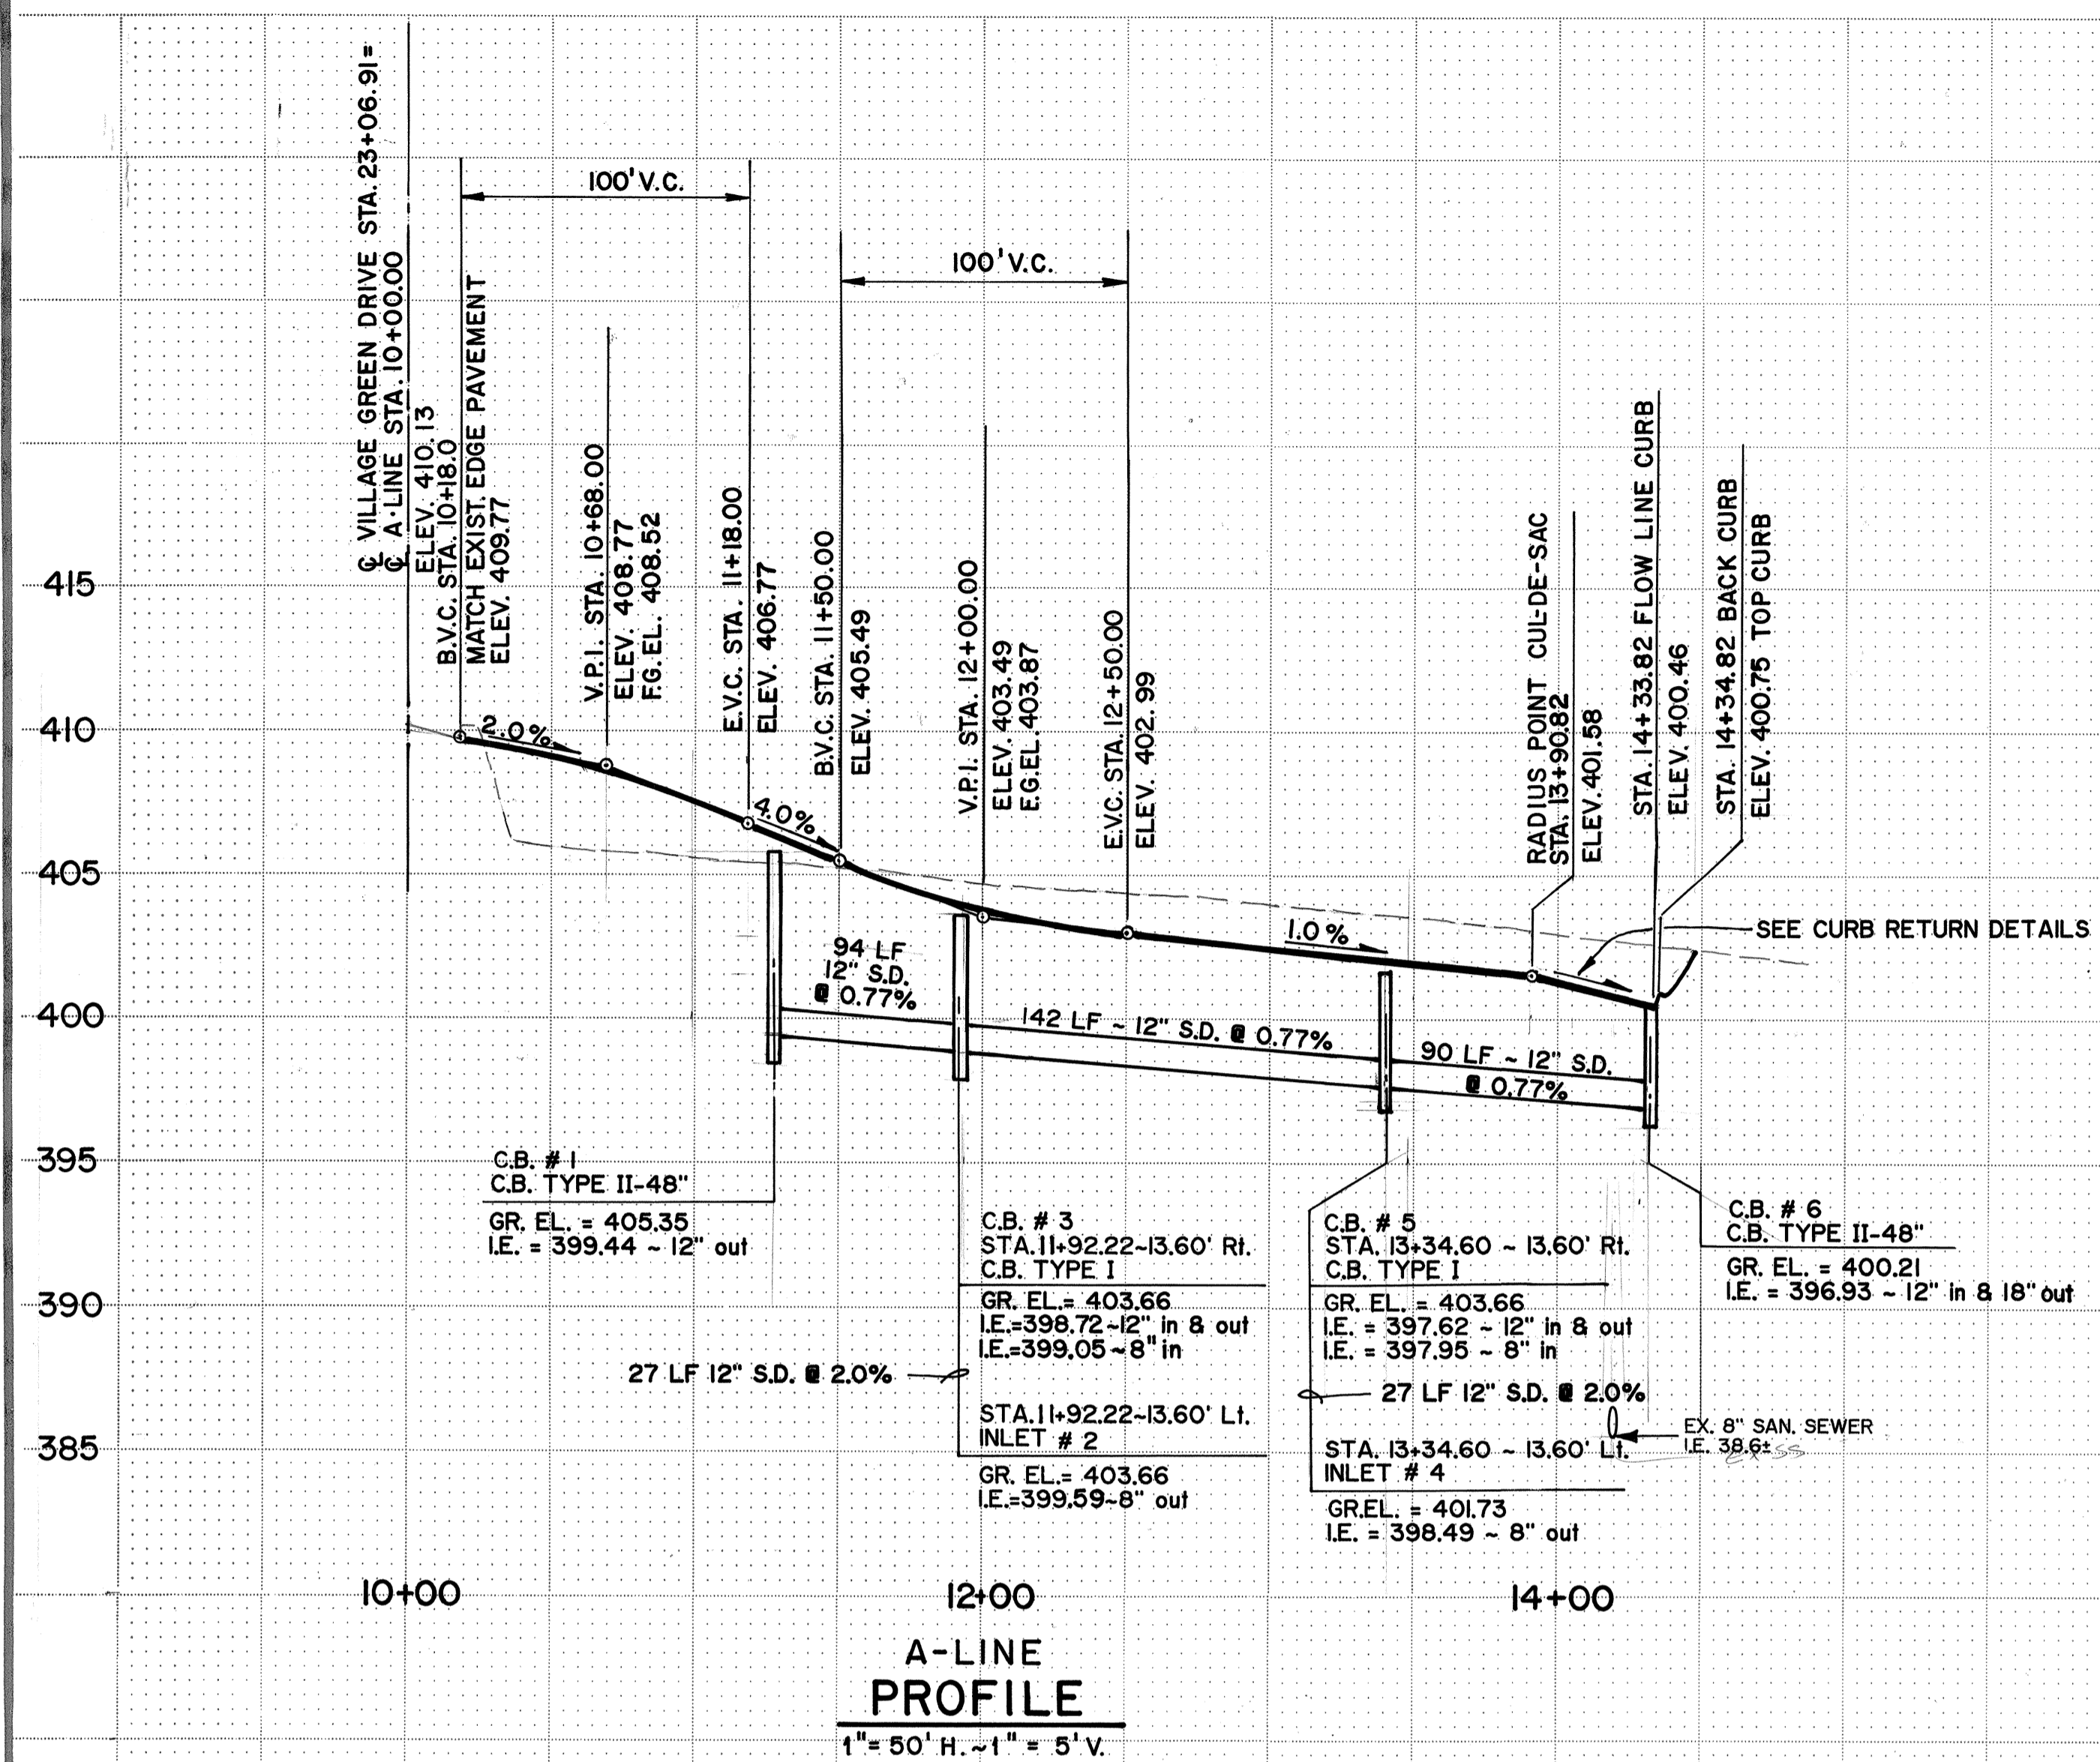 ℄ VILLAGE GREEN DRIVE STA. 23+06.91 =
℄ A-LINE STA. 10+00.00
ELEV. 410.13
B.V.C. STA. 10+18.0
MATCH EXIST. EDGE PAVEMENT
ELEV. 409.77
100' V.C.
V.P.I. STA. 10+68.00
ELEV. 408.77
F.G. EL. 408.52
E.V.C. STA. 11+18.00
ELEV. 406.77
100' V.C.
B.V.C. STA. 11+50.00
ELEV. 405.49
V.P.I. STA. 12+00.00
ELEV. 403.49
F.G.EL. 403.87
E.V.C. STA. 12+50.00
ELEV. 402.99
RADIUS POINT CUL-DE-SAC
STA. 13+90.82
ELEV. 401.58
STA. 14+33.82 FLOW LINE CURB
ELEV. 400.46
STA. 14+34.82 BACK CURB
ELEV. 400.75 TOP CURB
415
410
405
400
395
390
385
2.0%
4.0%
1.0%
SEE CURB RETURN DETAILS
94 LF
12" S.D.
@ 0.77%
142 LF ~ 12" S.D. @ 0.77%
90 LF ~ 12" S.D.
@ 0.77%
C.B. # 1
C.B. TYPE II-48"
GR. EL. = 405.35
I.E. = 399.44 ~ 12" out
C.B. # 3
STA. 11+92.22~13.60' Rt.
C.B. TYPE I
GR. EL.= 403.66
I.E.=398.72~12" in & out
I.E.=399.05~8" in
27 LF 12" S.D. @ 2.0%
STA. 11+92.22~13.60' Lt.
INLET # 2
GR. EL.= 403.66
I.E.=399.59~8" out
C.B. # 5
STA. 13+34.60 ~ 13.60' Rt.
C.B. TYPE I
GR. EL. = 403.66
I.E. = 397.62 ~ 12" in & out
I.E. = 397.95 ~ 8" in
27 LF 12" S.D. @ 2.0%
STA. 13+34.60 ~ 13.60' Lt.
INLET # 4
GR.EL. = 401.73
I.E. = 398.49 ~ 8" out
C.B. # 6
C.B. TYPE II-48"
GR. EL. = 400.21
I.E. = 396.93 ~ 12" in & 18" out
EX. 8" SAN. SEWER
I.E. 38.6±
10+00
12+00
14+00
A-LINE
PROFILE
1"= 50' H.~1" = 5' V.